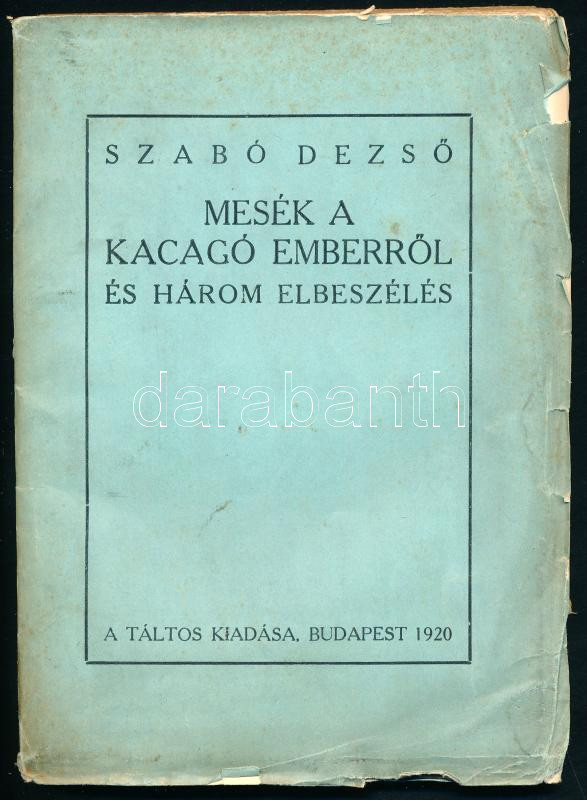 SZABÓ DEZSŐ
MESÉK A
KACAGÓ EMBERRŐL
ÉS HÁROM ELBESZÉLÉS
darabanth
A TÁLTOS KIADÁSA, BUDAPEST 1920